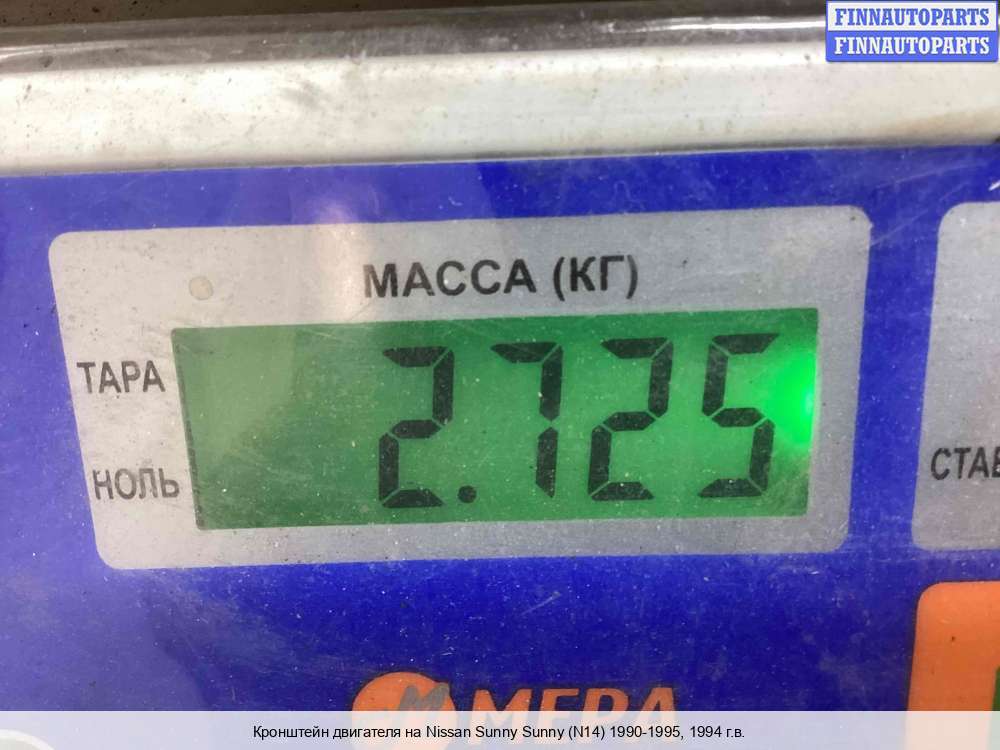 FINNAUTOPARTS
FINNAUTOPARTS
МАССА (КГ)
ТАРА
2.725
НОЛЬ
МЕРА
Кронштейн двигателя на Nissan Sunny Sunny (N14) 1990-1995, 1994 г.в.